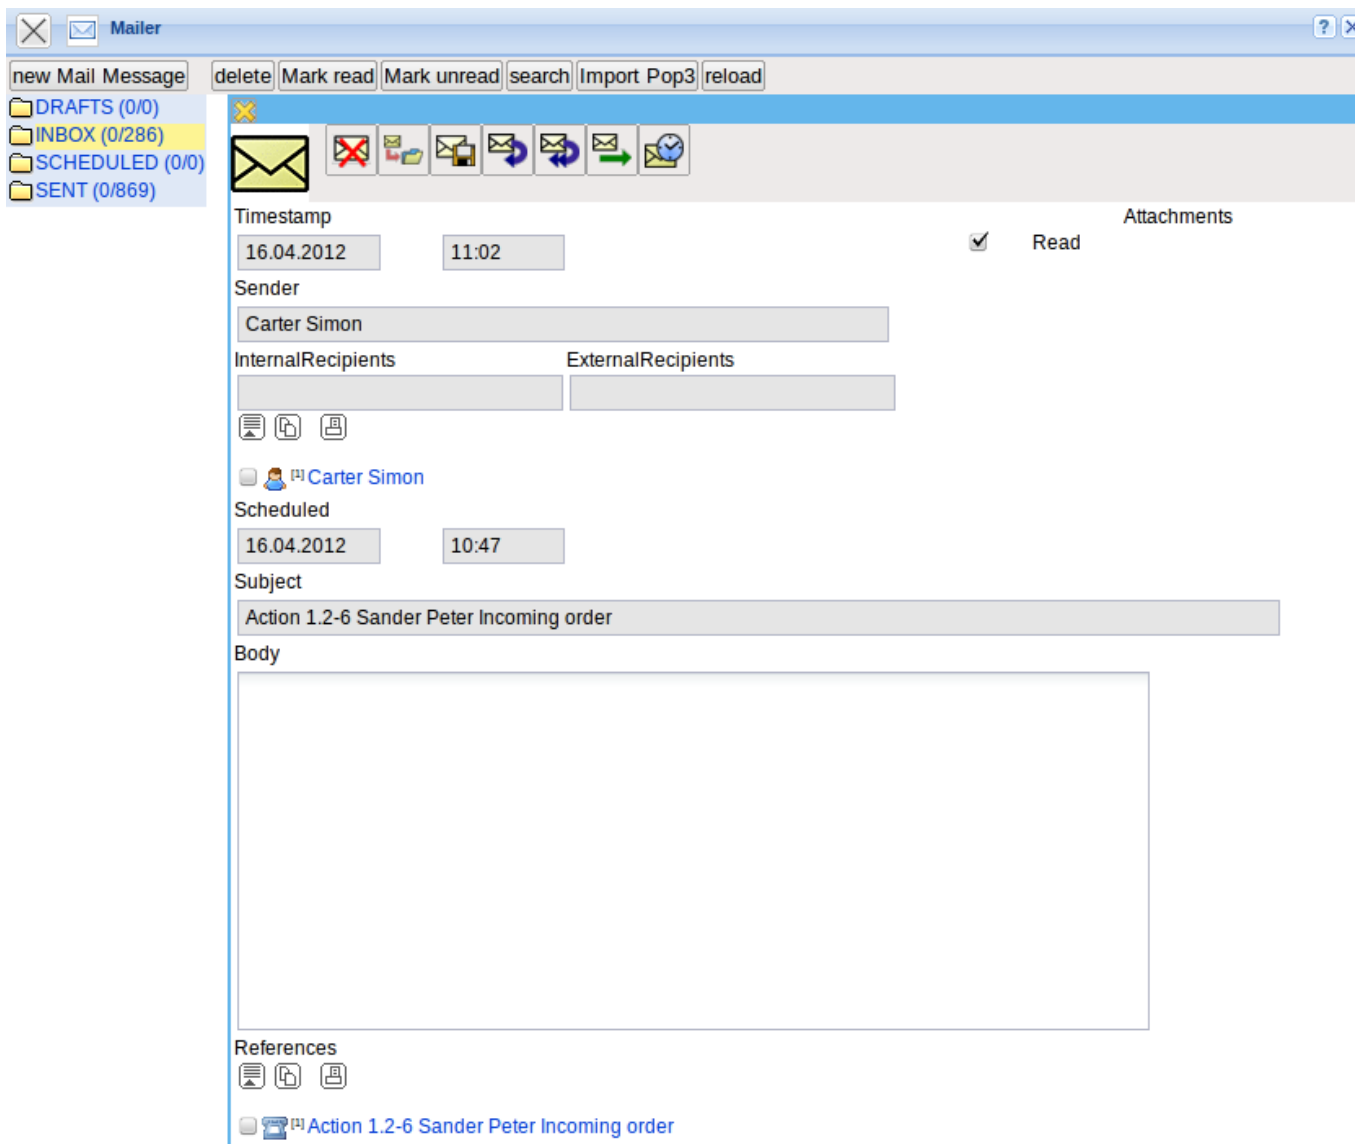 Mailer
new Mail Message delete Mark read Mark unread search Import Pop3 reload
DRAFTS (0/0)
INBOX (0/286)
SCHEDULED (0/0)
SENT (0/869)
Timestamp Attachments
16.04.2012 11:02 Read
Sender
Carter Simon
InternalRecipients ExternalRecipients
[1] Carter Simon
Scheduled
16.04.2012 10:47
Subject
Action 1.2-6 Sander Peter Incoming order
Body
References
[1] Action 1.2-6 Sander Peter Incoming order